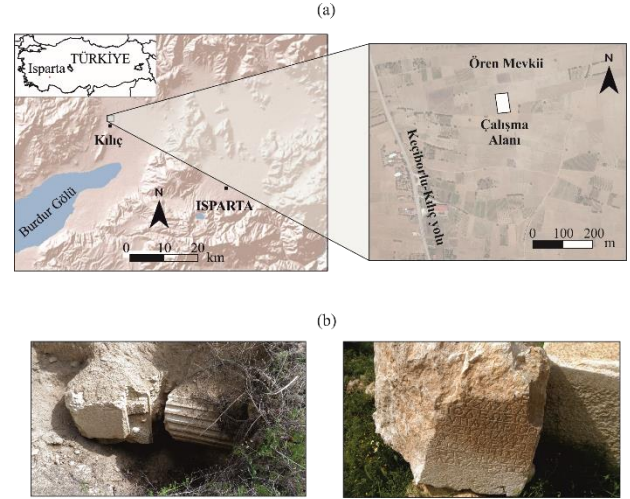 (a)
TÜRKİYE
Isparta
Kılıç
Burdur Gölü
N
ISPARTA
0 10 20
km
Ören Mevkii
N
Çalışma
Alanı
Keçiborlu-Kılıç yolu
0 100 200
m
(b)